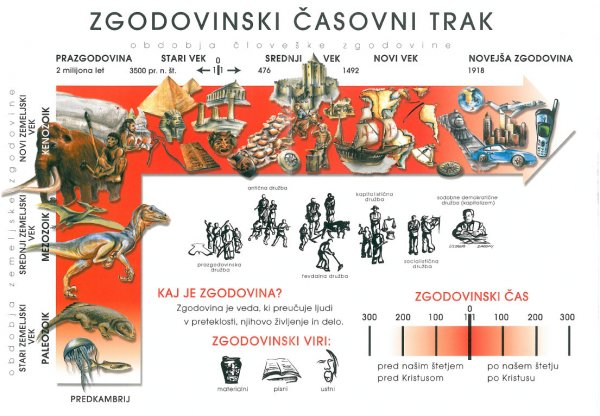 ZGODOVINSKI ČASOVNI TRAK
obdobja človeške zgodovine
PRAZGODOVINA
2 milijona let
STARI VEK
3500 pr. n. št.
0
1 1
SREDNJI VEK
476
1492
NOVI VEK
NOVEJŠA ZGODOVINA
1918
obdobja zemeljske zgodovine
NOVI ZEMELJSKI VEK
KENOZOIK
SREDNJI ZEMELJSKI VEK
MEZOZOIK
STARI ZEMELJSKI VEK
PALEOZOIK
PREDKAMBRIJ
antična družba
kapitalistična
družba
sodobne demokratične
družba (kapitalizem)
prazgodovinska
družba
fevdalna družba
socialistična
družba
KAJ JE ZGODOVINA?
Zgodovina je veda, ki preučuje ljudi
v preteklosti, njihovo življenje in delo.
ZGODOVINSKI VIRI:
materialni
pisni
ustni
ZGODOVINSKI ČAS
300 200 100 101 100 200 300
pred našim štetjem
pred Kristusom
po našem štetju
po Kristusu